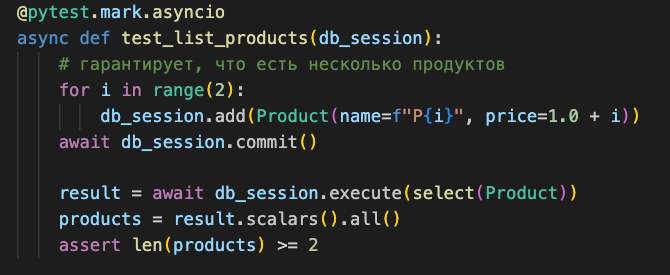 @pytest.mark.asyncio
async def test_list_products(db_session):
    # гарантирует, что есть несколько продуктов
    for i in range(2):
        db_session.add(Product(name=f"P{i}", price=1.0 + i))
    await db_session.commit()

    result = await db_session.execute(select(Product))
    products = result.scalars().all()
    assert len(products) >= 2